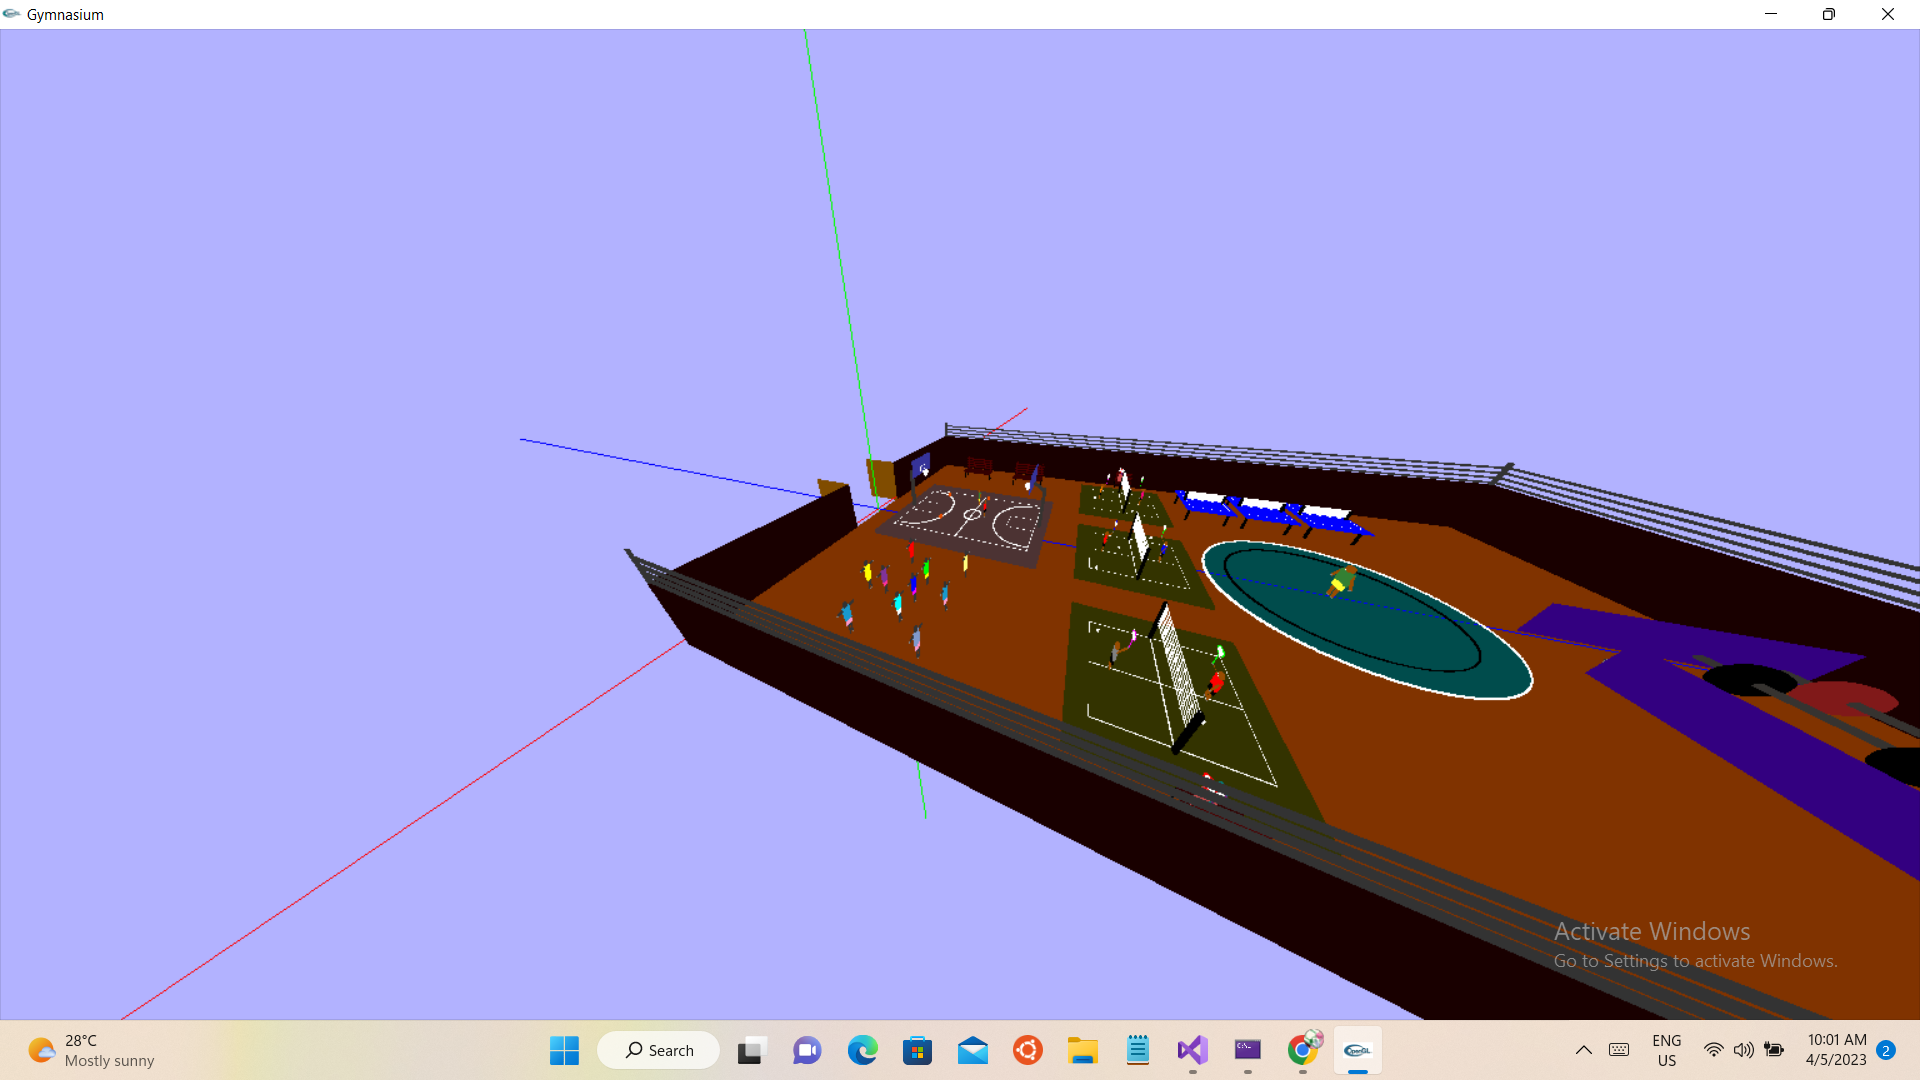 Gymnasium
Activate Windows
Go to Settings to activate Windows.
28°C
Mostly sunny
Search
OpenGL
ENG
US
10:01 AM
4/5/2023
2